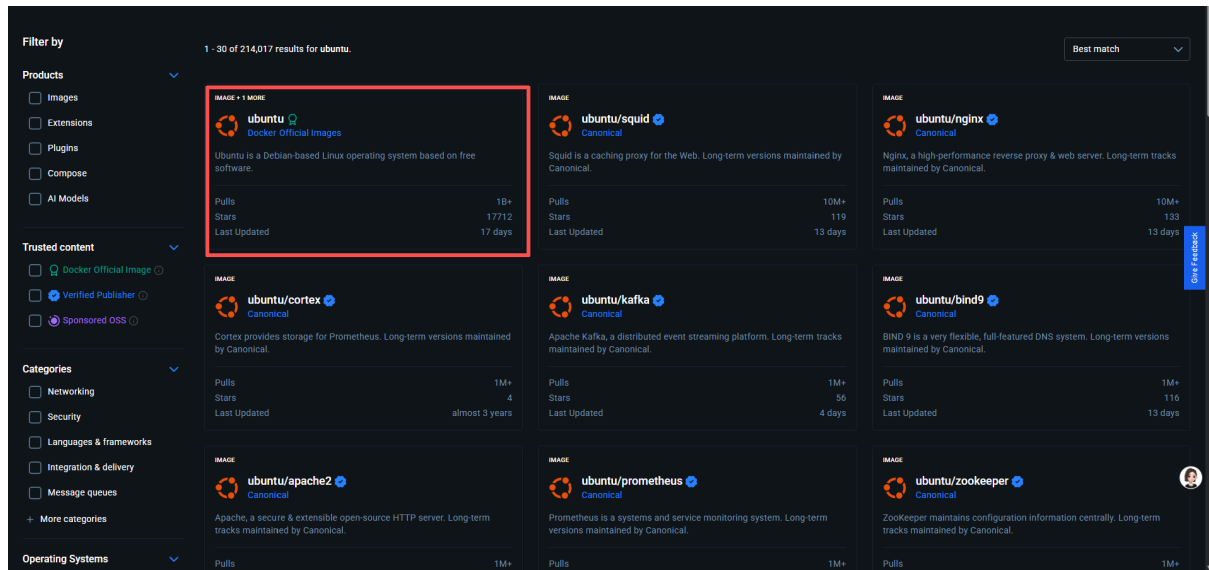 Filter by
1 - 30 of 214,017 results for ubuntu.
Best match
Products
Images
Extensions
Plugins
Compose
AI Models
Trusted content
Docker Official Image
Verified Publisher
Sponsored OSS
Categories
Networking
Security
Languages & frameworks
Integration & delivery
Message queues
+ More categories
Operating Systems
IMAGE + 1 MORE
ubuntu
Docker Official Images
Ubuntu is a Debian-based Linux operating system based on free
software.
Pulls 1B+
Stars 17712
Last Updated 17 days
IMAGE
ubuntu/squid
Canonical
Squid is a caching proxy for the Web. Long-term versions maintained by
Canonical.
Pulls 10M+
Stars 119
Last Updated 13 days
IMAGE
ubuntu/nginx
Canonical
Nginx, a high-performance reverse proxy & web server. Long-term tracks
maintained by Canonical.
Pulls 10M+
Stars 133
Last Updated 13 days
IMAGE
ubuntu/cortex
Canonical
Cortex provides storage for Prometheus. Long-term versions maintained
by Canonical.
Pulls 1M+
Stars 4
Last Updated almost 3 years
IMAGE
ubuntu/kafka
Canonical
Apache Kafka, a distributed event streaming platform. Long-term tracks
maintained by Canonical.
Pulls 1M+
Stars 56
Last Updated 4 days
IMAGE
ubuntu/bind9
Canonical
BIND 9 is a very flexible, full-featured DNS system. Long-term versions
maintained by Canonical.
Pulls 1M+
Stars 116
Last Updated 13 days
IMAGE
ubuntu/apache2
Canonical
Apache, a secure & extensible open-source HTTP server. Long-term
tracks maintained by Canonical.
Pulls 1M+
IMAGE
ubuntu/prometheus
Canonical
Prometheus is a systems and service monitoring system. Long-term
versions maintained by Canonical.
Pulls 1M+
IMAGE
ubuntu/zookeeper
Canonical
ZooKeeper maintains configuration information centrally. Long-term
tracks maintained by Canonical.
Pulls 1M+
Give Feedback